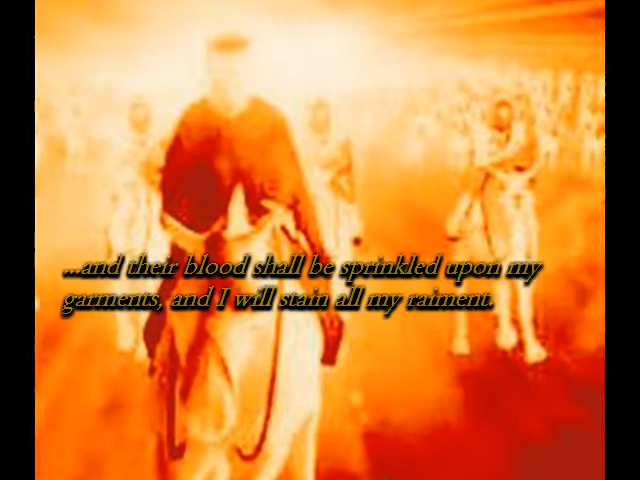 ...and their blood shall be sprinkled upon my
garments, and I will stain all my raiment.